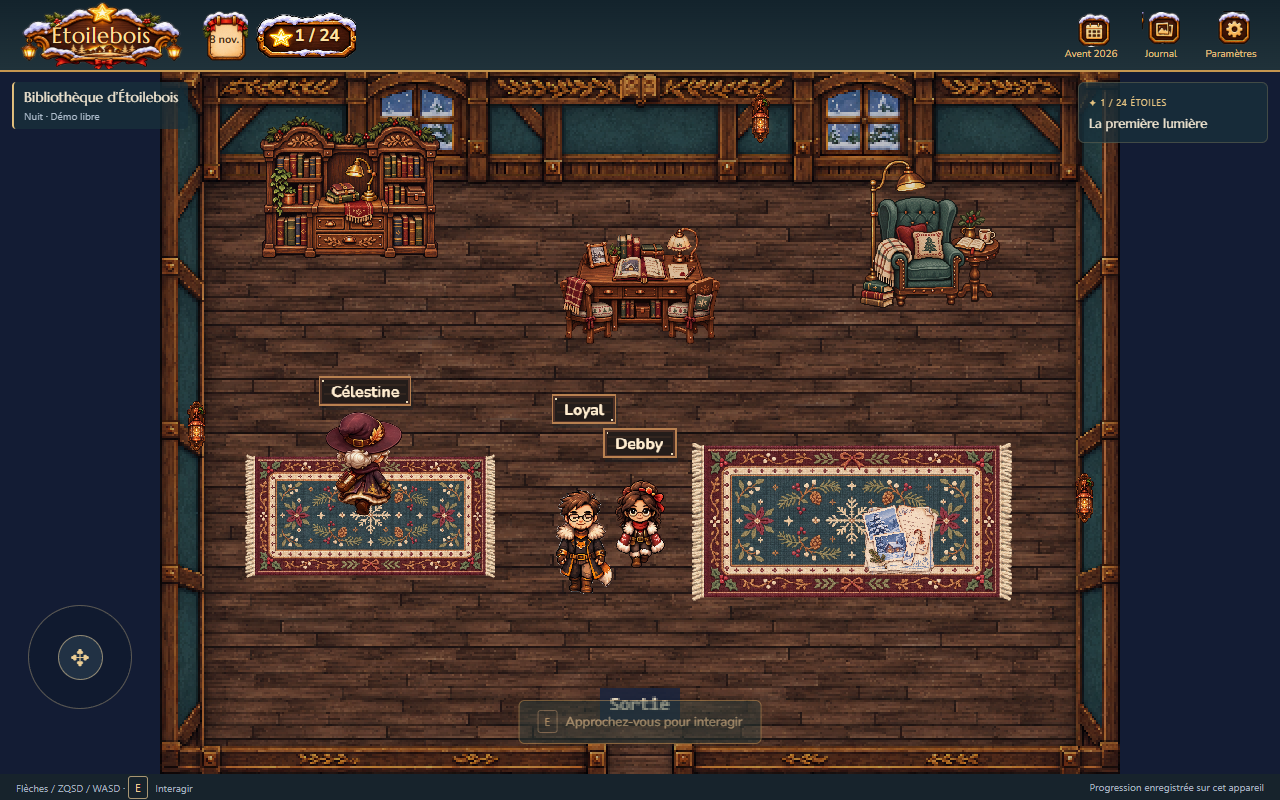 Étoilebois
8 nov.
1 / 24
Avent 2026
Journal
Paramètres
Bibliothèque d'Étoilebois
Nuit · Démo libre
✦ 1 / 24 ÉTOILES
La première lumière
Célestine
Loyal
Debby
Sortie
E Approchez-vous pour interagir
Flèches / ZQSD / WASD · E Interagir
Progression enregistrée sur cet appareil